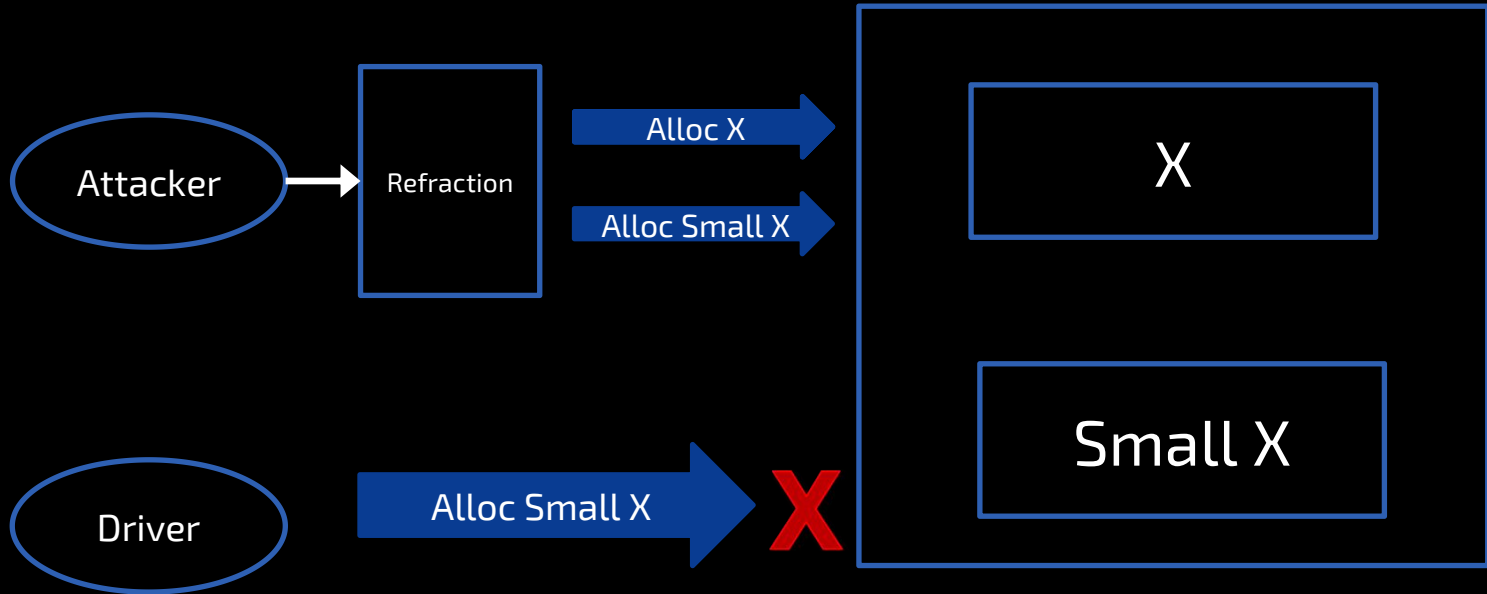 Attacker
Refraction
Alloc X
Alloc Small X
X
Small X
Driver
Alloc Small X
X